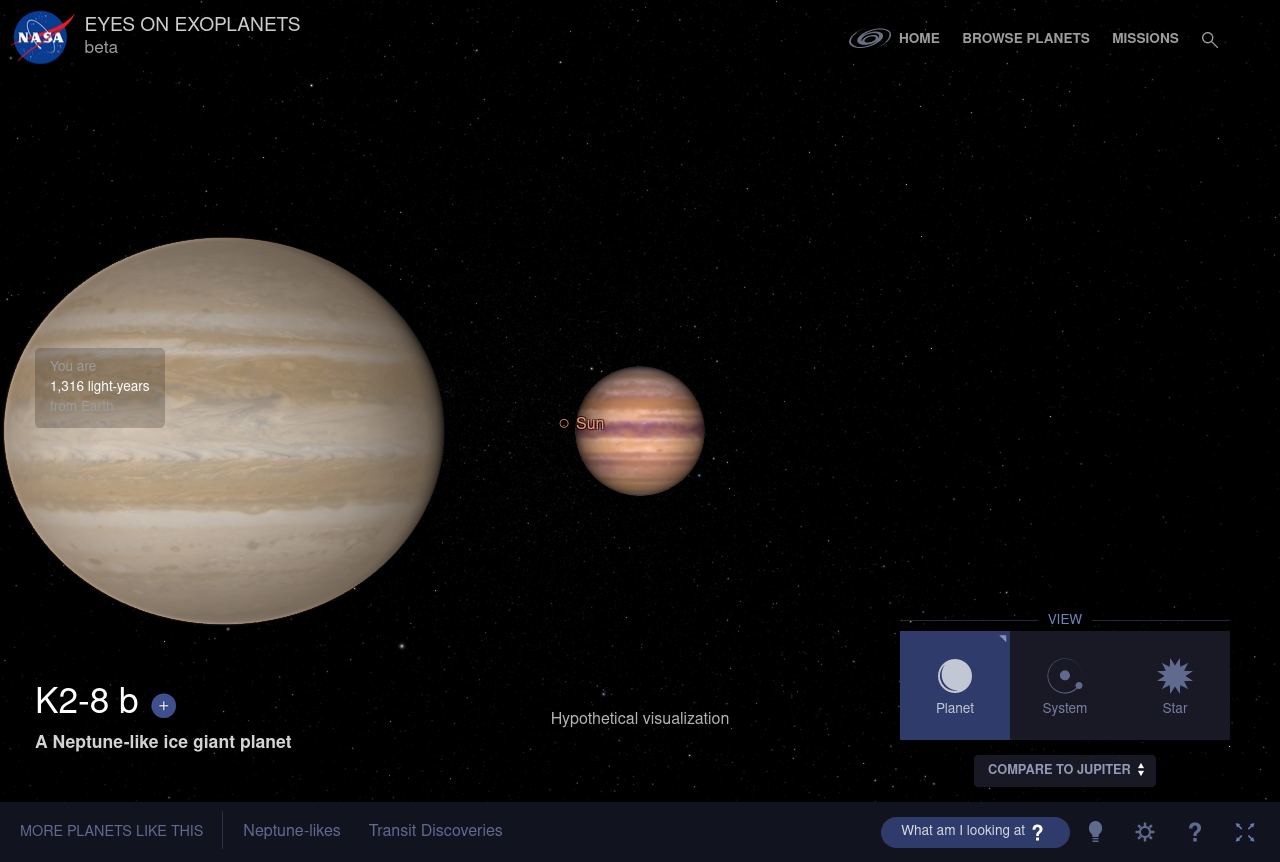 NASA
EYES ON EXOPLANETS
beta
HOME
BROWSE PLANETS
MISSIONS
You are
1,316 light-years
from Earth
Sun
VIEW
Planet
System
Star
K2-8 b +
A Neptune-like ice giant planet
Hypothetical visualization
COMPARE TO JUPITER
MORE PLANETS LIKE THIS
Neptune-likes
Transit Discoveries
What am I looking at ?
?